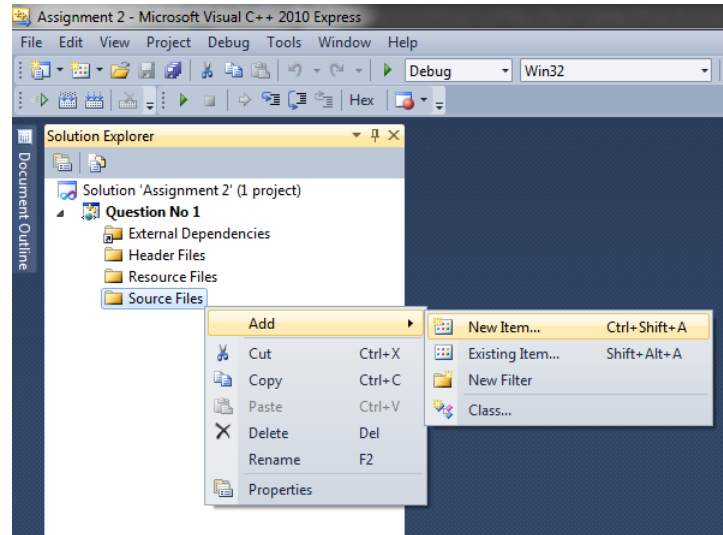 Assignment 2 - Microsoft Visual C++ 2010 Express
File Edit View Project Debug Tools Window Help
Debug Win32
Hex
Document Outline
Solution Explorer
Solution 'Assignment 2' (1 project)
Question No 1
External Dependencies
Header Files
Resource Files
Source Files
Add
Cut Ctrl+X
Copy Ctrl+C
Paste Ctrl+V
Delete Del
Rename F2
Properties
New Item... Ctrl+Shift+A
Existing Item... Shift+Alt+A
New Filter
Class...